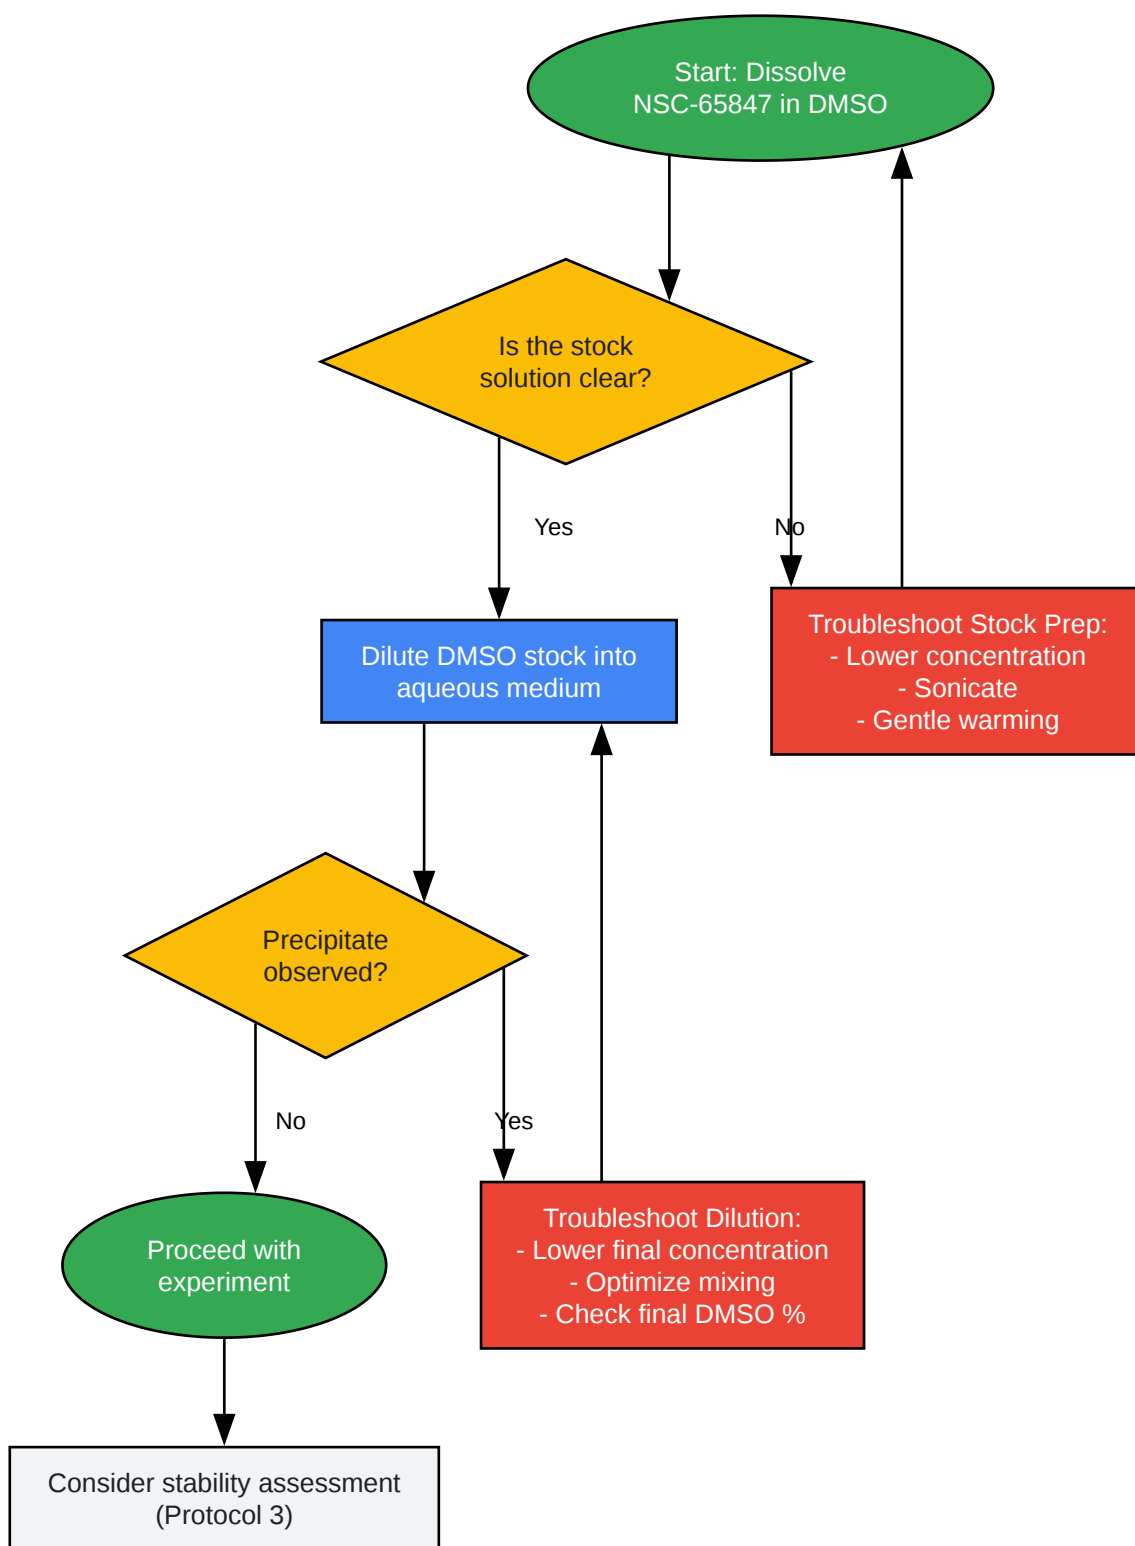 Start: Dissolve
NSC-65847 in DMSO
Is the stock
solution clear?
Yes
No
Dilute DMSO stock into
aqueous medium
Troubleshoot Stock Prep:
- Lower concentration
- Sonicate
- Gentle warming
Precipitate
observed?
No
Yes
Proceed with
experiment
Troubleshoot Dilution:
- Lower final concentration
- Optimize mixing
- Check final DMSO %
Consider stability assessment
(Protocol 3)